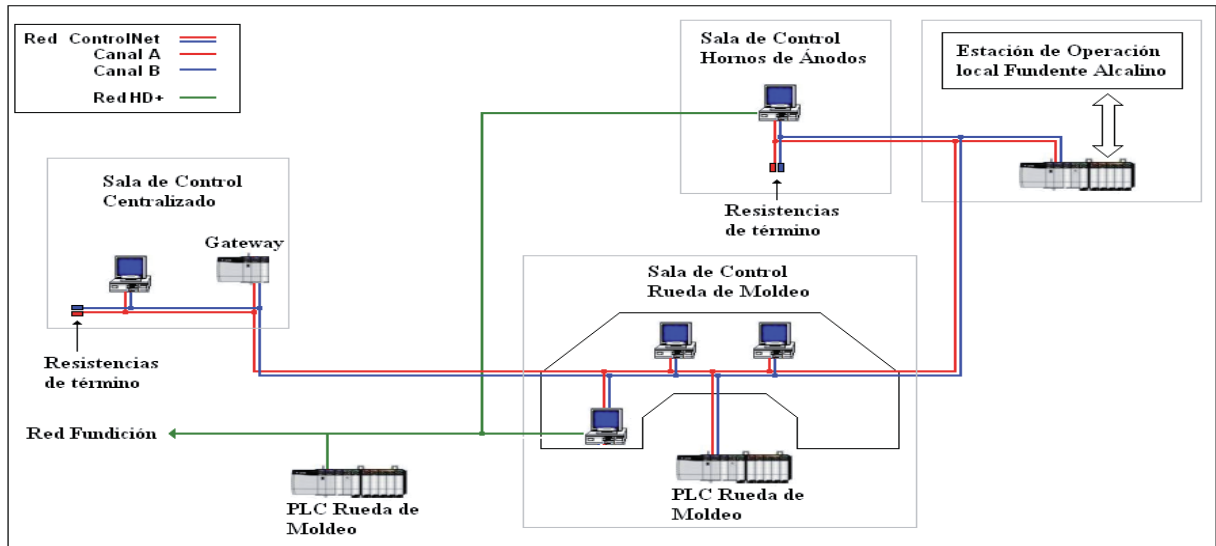 Red ControlNet
Canal A
Canal B
Red HD+
Sala de Control
Hornos de Ánodos
Resistencias
de término
Estación de Operación
local Fundente Alcalino
Sala de Control
Centralizado
Gateway
Resistencias
de término
Sala de Control
Rueda de Moldeo
PLC Rueda de
Moldeo
Red Fundición
PLC Rueda de
Moldeo